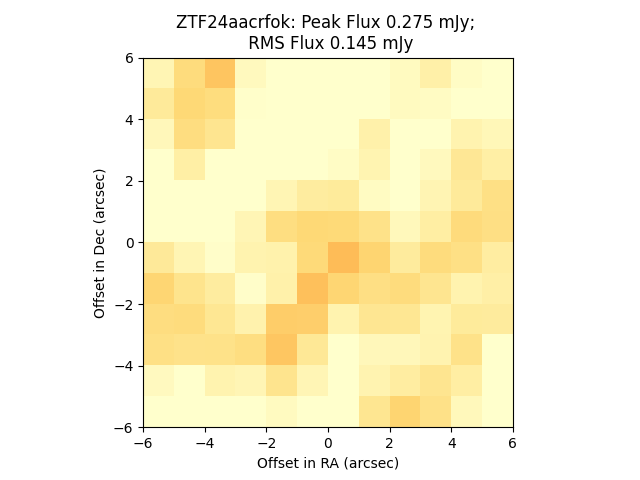 ZTF24aacrfok: Peak Flux 0.275 mJy;
RMS Flux 0.145 mJy
6
4
2
0
−2
−4
−6
Offset in Dec (arcsec)
−6 −4 −2 0 2 4 6
Offset in RA (arcsec)